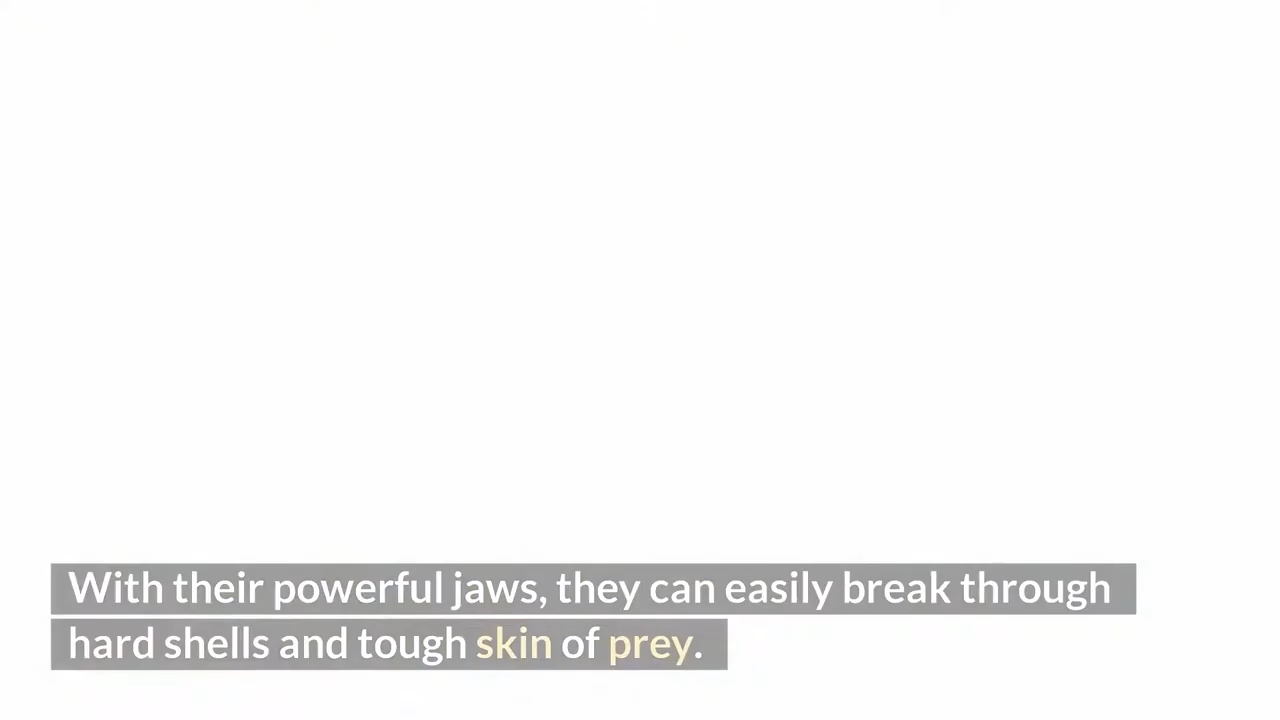 With their powerful jaws, they can easily break through
hard shells and tough skin of prey.